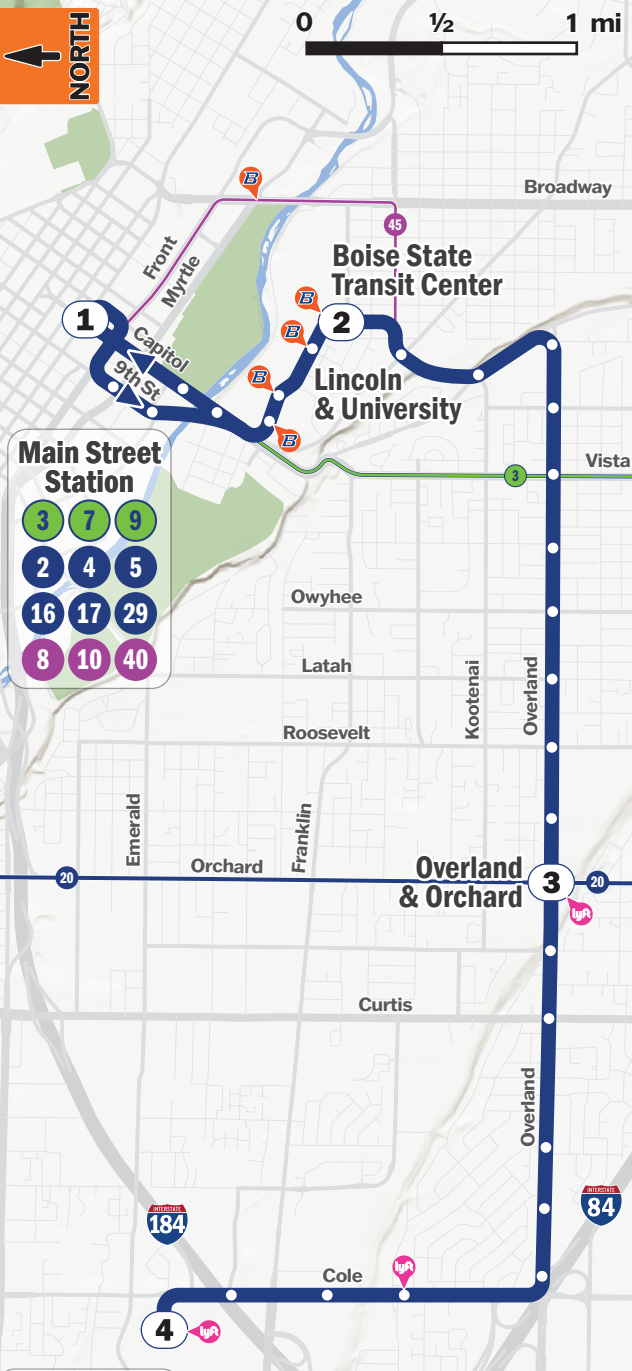 0 ½ 1 mi
NORTH
Broadway
B
45
Front
Myrtle
Boise State
Transit Center
B
1
2
B
Capitol
9th St
B
Lincoln
& University
B
Main Street
Station
3 7 9
2 4 5
16 17 29
8 10 40
Vista
3
Owyhee
Latah
Kootenai
Overland
Roosevelt
Emerald
Franklin
Orchard
Overland
& Orchard
20
3
20
lyft
Curtis
Overland
INTERSTATE
84
INTERSTATE
184
lyft
Cole
4
lyft